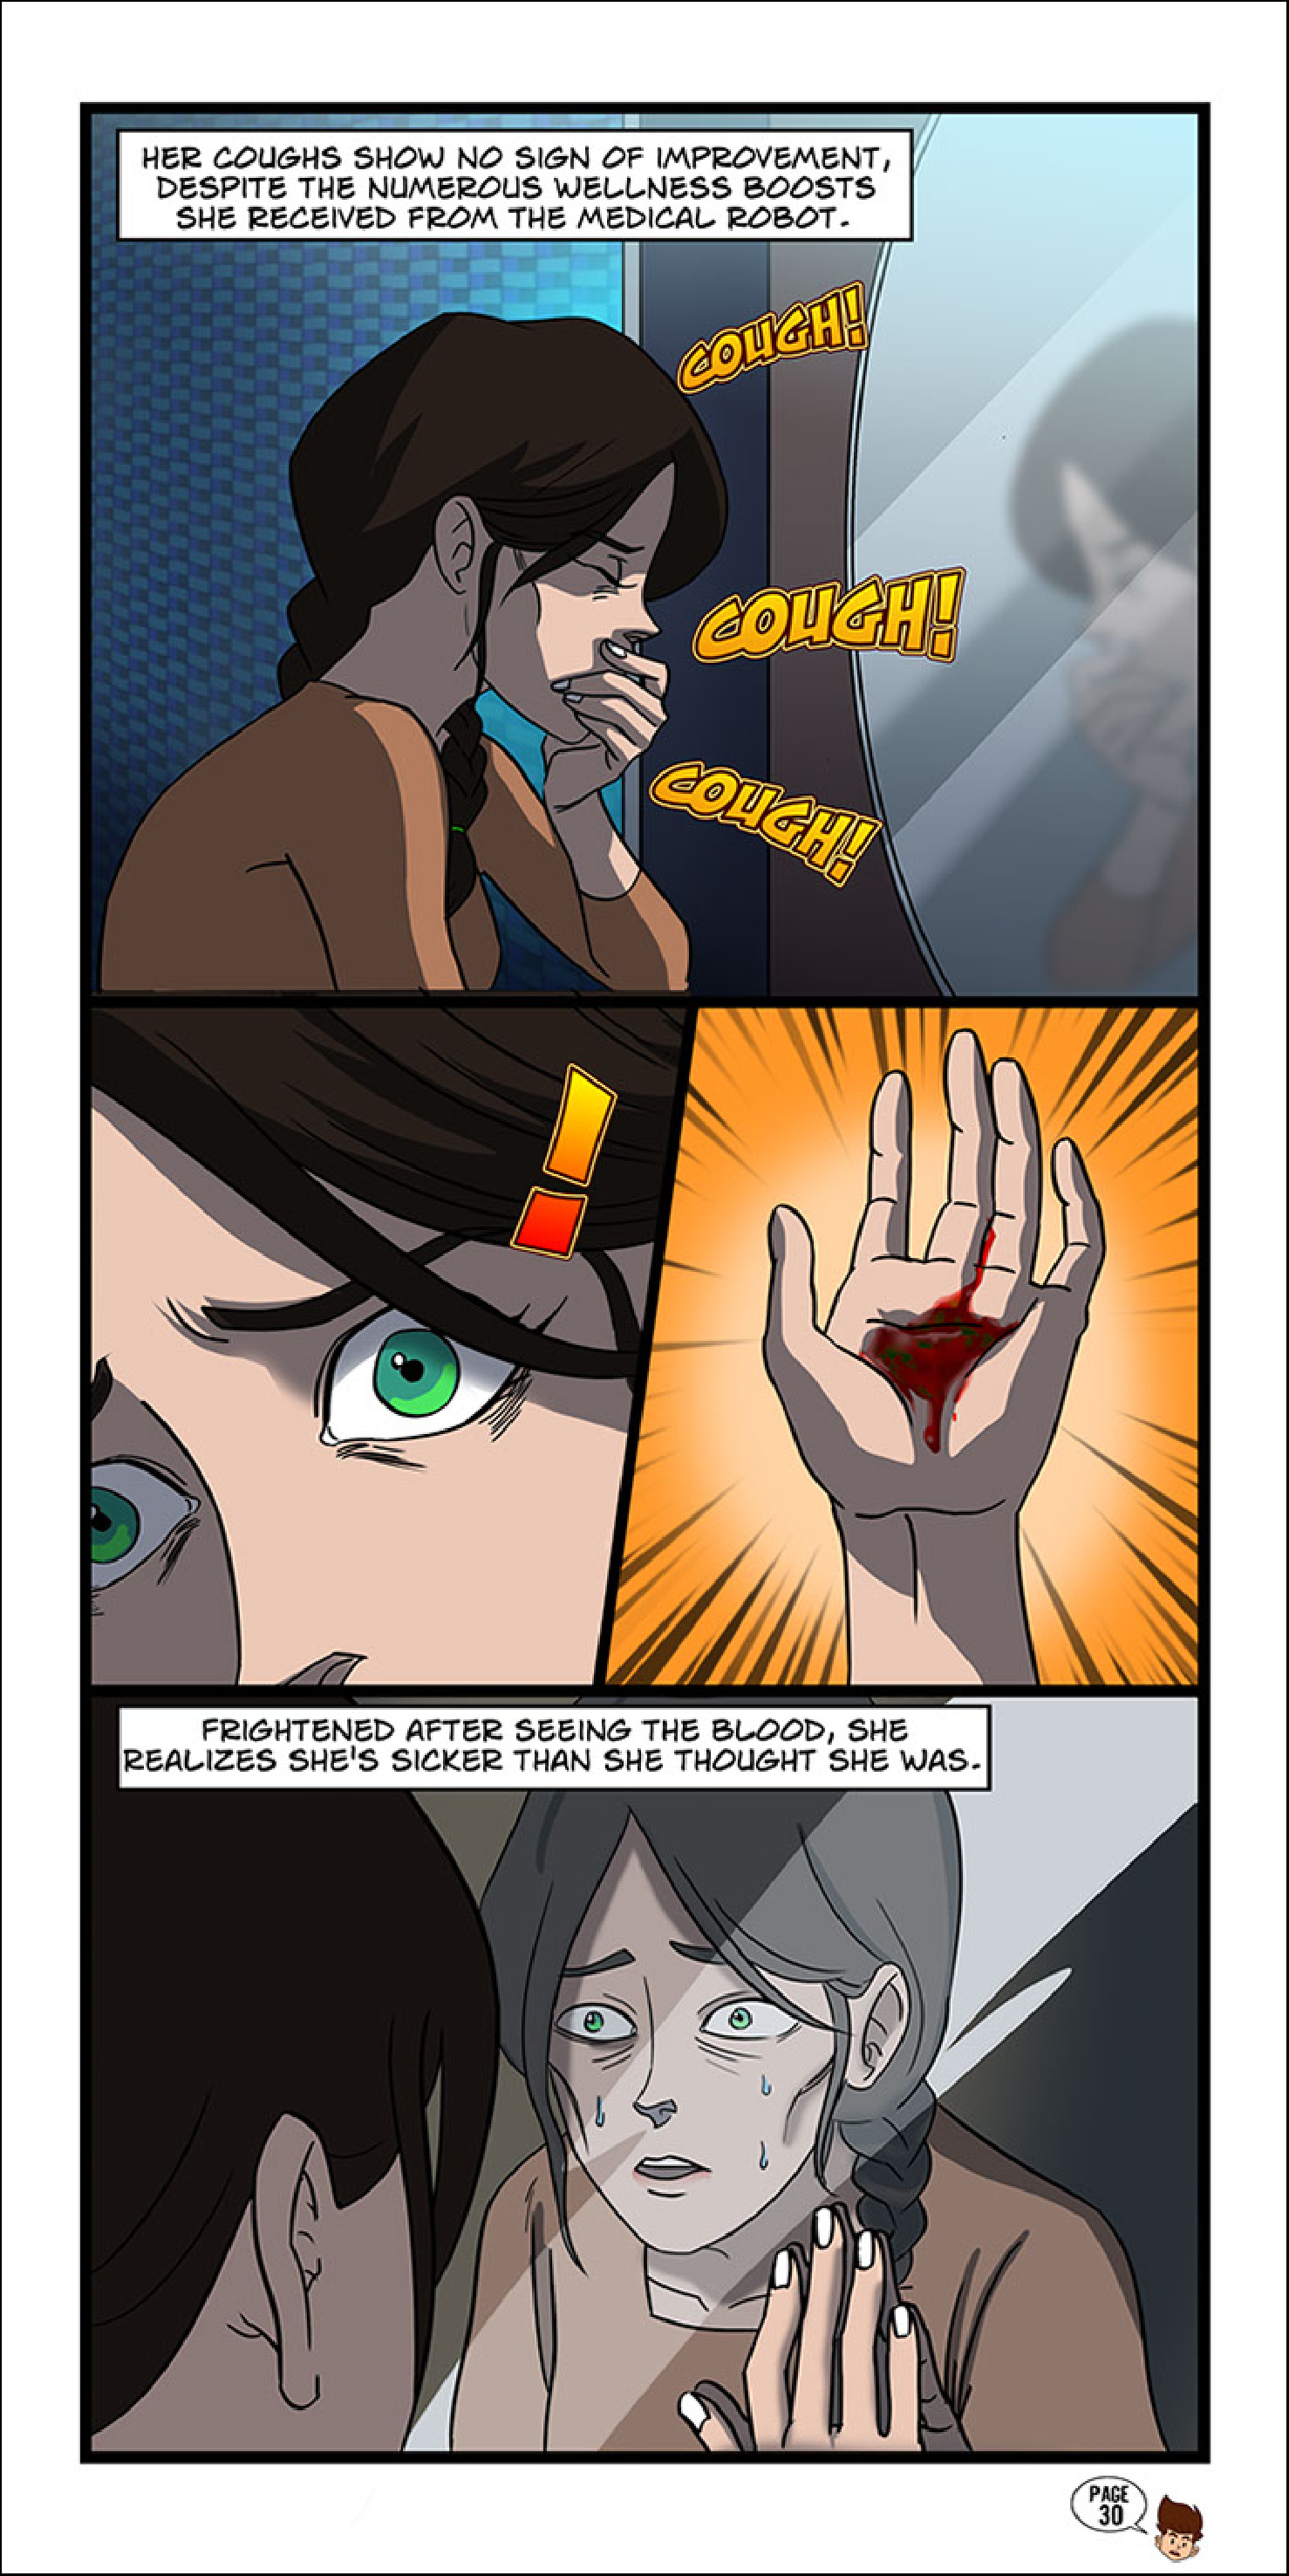 HER COUGHS SHOW NO SIGN OF IMPROVEMENT,
DESPITE THE NUMEROUS WELLNESS BOOSTS
SHE RECEIVED FROM THE MEDICAL ROBOT.
COUGH!
COUGH!
COUGH!
!
FRIGHTENED AFTER SEEING THE BLOOD, SHE
REALIZES SHE'S SICKER THAN SHE THOUGHT SHE WAS.
PAGE
30